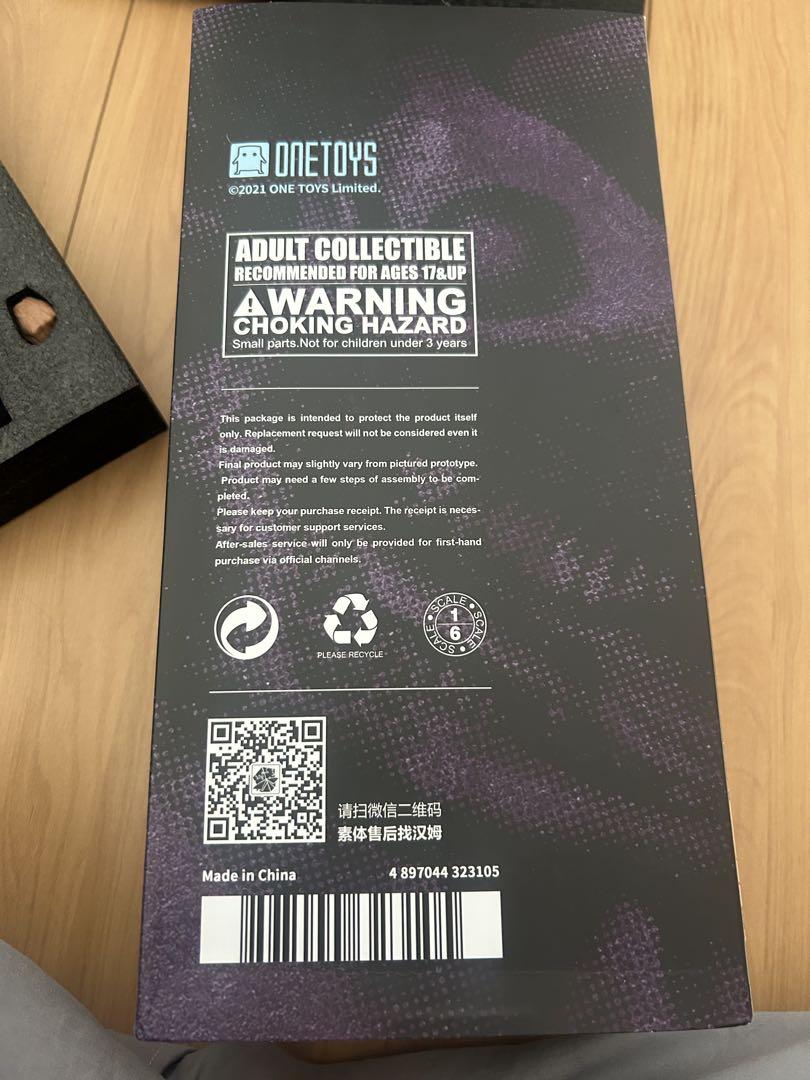 ONETOYS
©2021 ONE TOYS Limited.
ADULT COLLECTIBLE
RECOMMENDED FOR AGES 17&UP
WARNING
CHOKING HAZARD
Small parts.Not for children under 3 years
This package is intended to protect the product itself
only. Replacement request will not be considered even it
is damaged.
Final product may slightly vary from pictured prototype.
Product may need a few steps of assembly to be com-
pleted.
Please keep your purchase receipt. The receipt is neces-
sary for customer support services.
After-sales service will only be provided for first-hand
purchase via official channels.
PLEASE RECYCLE
SCALE SCALE SCALE
1
6
请扫微信二维码
素体售后找汉姆
Made in China 4 897044 323105